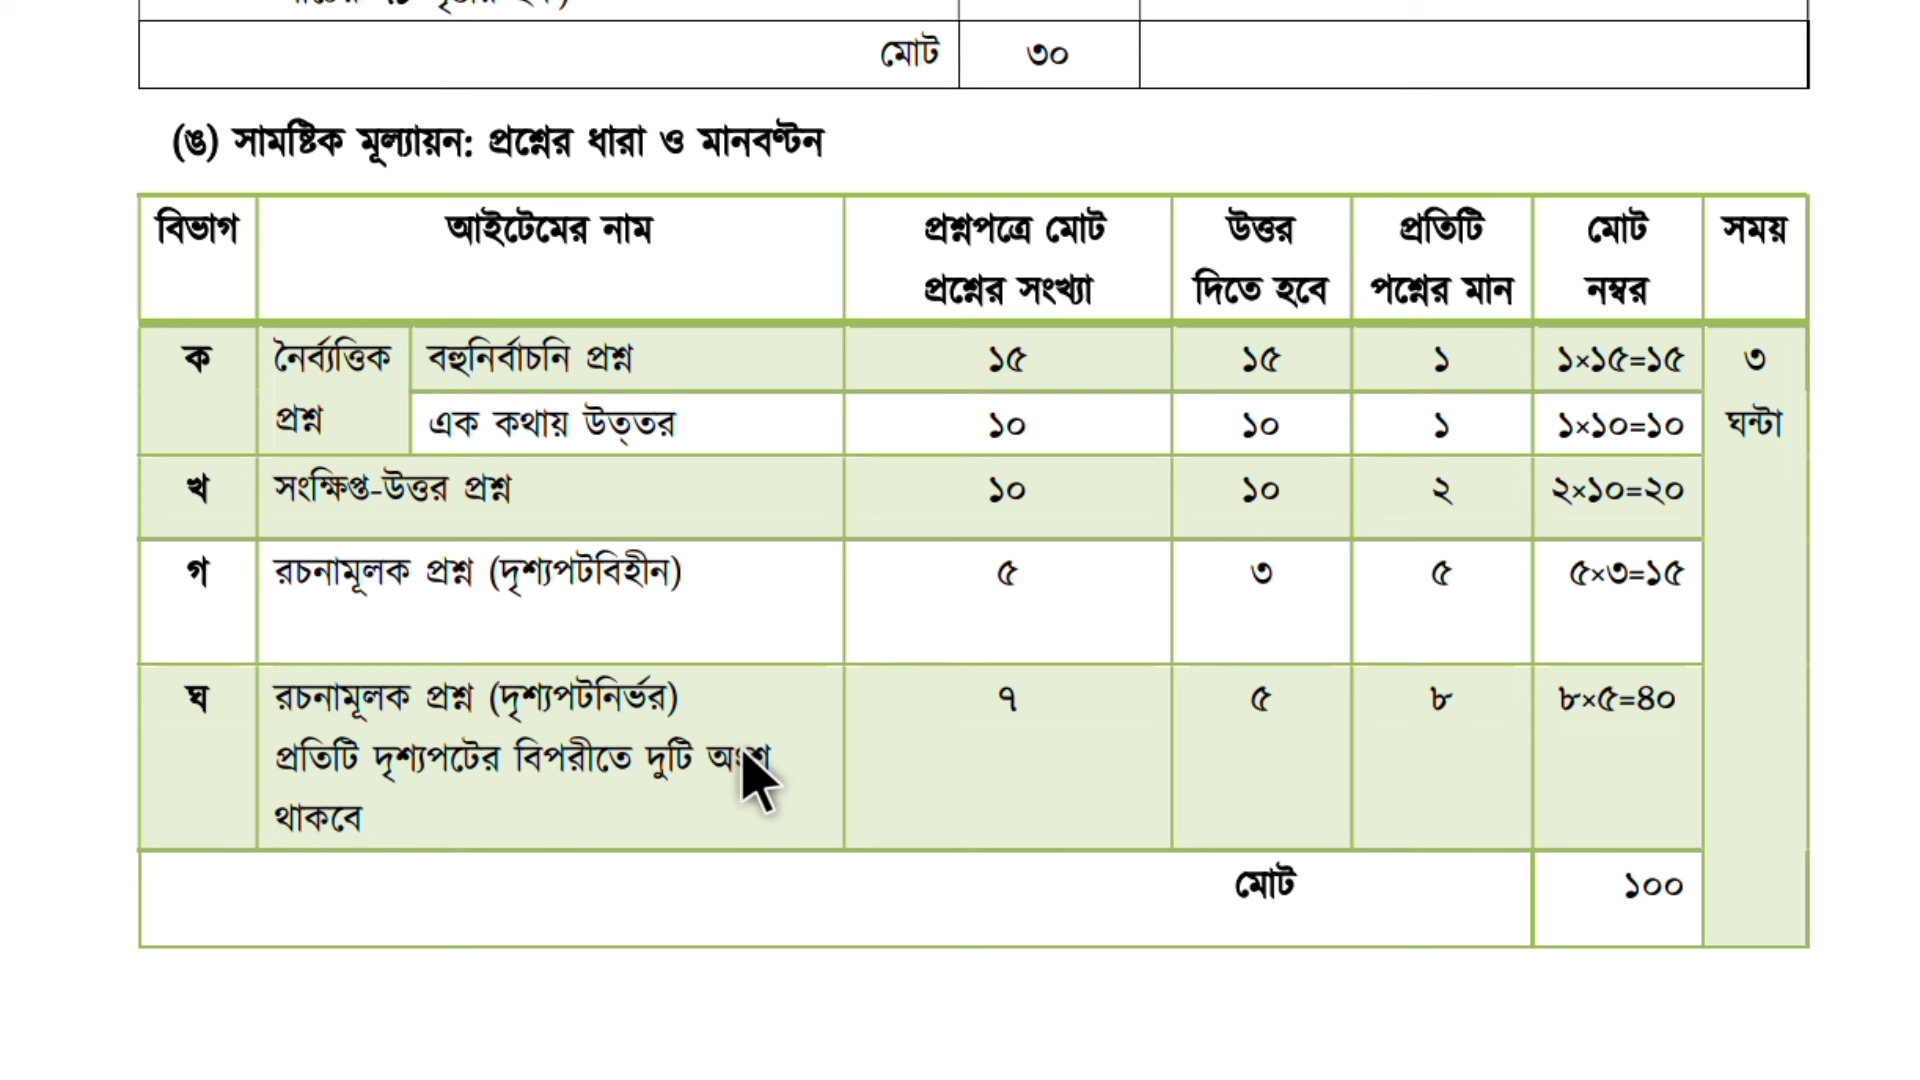 মোট ৩০
(ঙ) সামষ্টিক মূল্যায়ন: প্রশ্নের ধারা ও মানবণ্টন
বিভাগ আইটেমের নাম প্রশ্নপত্রে মোট প্রশ্নের সংখ্যা উত্তর দিতে হবে প্রতিটি পশ্নের মান মোট নম্বর সময়
ক নৈর্ব্যত্তিক প্রশ্ন বহুনির্বাচনি প্রশ্ন ১৫ ১৫ ১ ১×১৫=১৫ ৩ ঘন্টা
এক কথায় উত্তর ১০ ১০ ১ ১×১০=১০
খ সংক্ষিপ্ত-উত্তর প্রশ্ন ১০ ১০ ২ ২×১০=২০
গ রচনামূলক প্রশ্ন (দৃশ্যপটবিহীন) ৫ ৩ ৫ ৫×৩=১৫
ঘ রচনামূলক প্রশ্ন (দৃশ্যপটনির্ভর) ৭ ৫ ৮ ৮×৫=৪০
প্রতিটি দৃশ্যপটের বিপরীতে দুটি অংশ
থাকবে
মোট ১০০